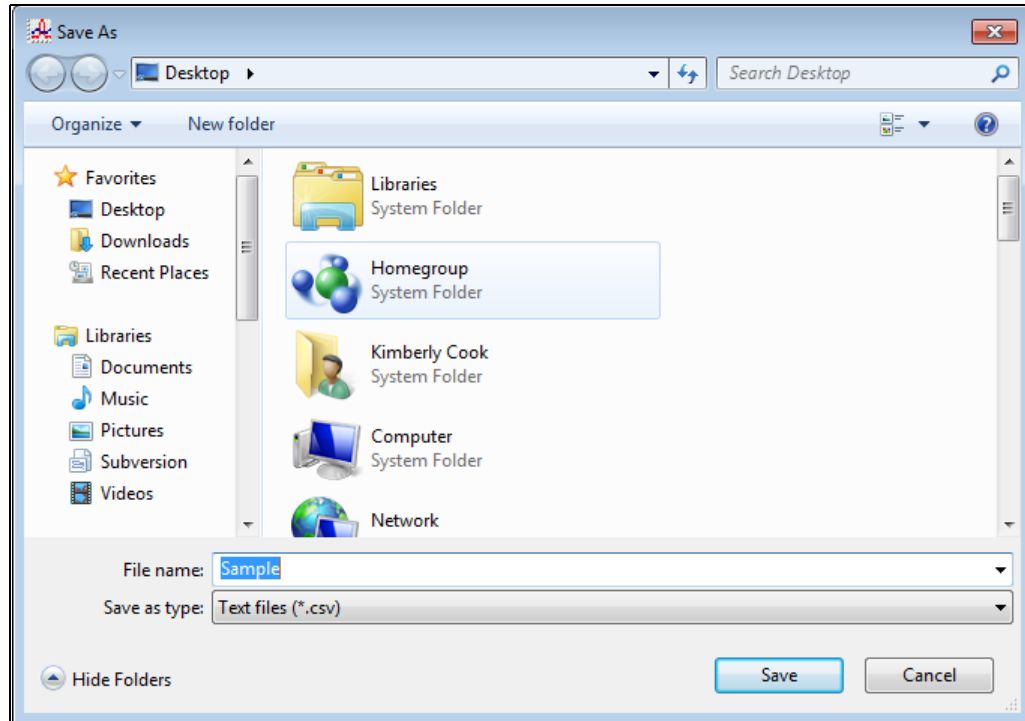 Save As
Desktop
Search Desktop
Organize New folder
Favorites
Desktop
Downloads
Recent Places
Libraries
Documents
Music
Pictures
Subversion
Videos
Libraries
System Folder
Homegroup
System Folder
Kimberly Cook
System Folder
Computer
System Folder
Network
File name: Sample
Save as type: Text files (*.csv)
Hide Folders Save Cancel